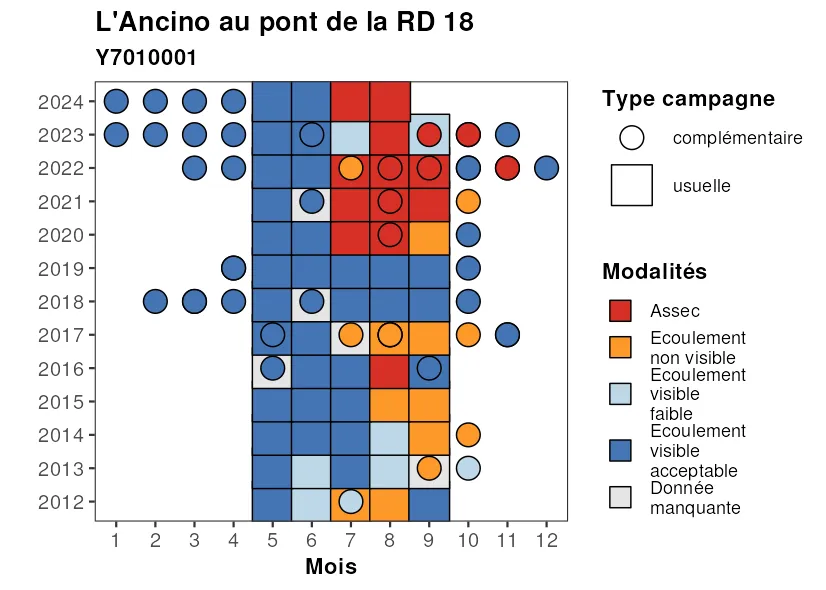 L'Ancino au pont de la RD 18
Y7010001
2024
2023
2022
2021
2020
2019
2018
2017
2016
2015
2014
2013
2012
1 2 3 4 5 6 7 8 9 10 11 12
Mois
Type campagne
complémentaire
usuelle
Modalités
Assec
Ecoulement
non visible
Ecoulement
visible
faible
Ecoulement
visible
acceptable
Donnée
manquante